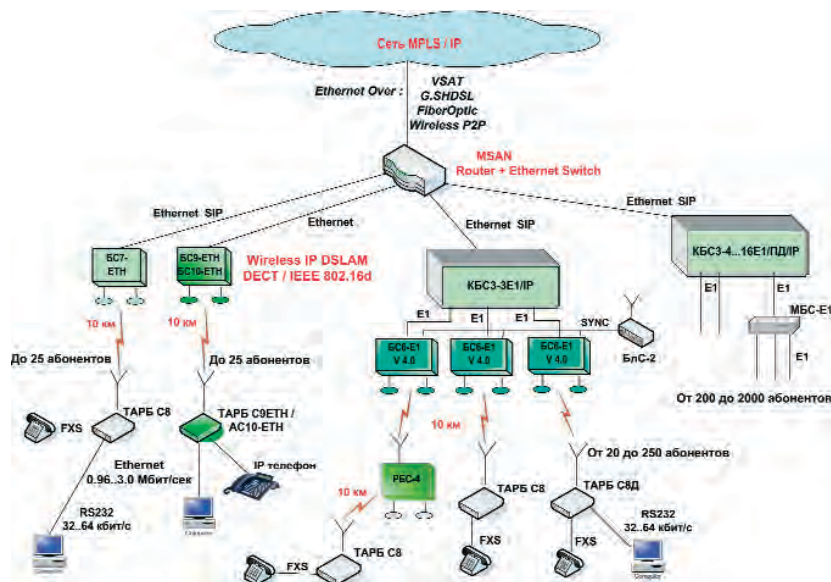 Сеть MPLS / IP
Ethernet Over :
VSAT
G.SHDSL
FiberOptic
Wireless P2P
MSAN
Router + Ethernet Switch
Ethernet SIP
Ethernet
Ethernet SIP
Ethernet SIP
БС7-
ETH
БС9-ETH
БС10-ETH
Wireless IP DSLAM
DECT / IEEE 802.16d
КБС3-3Е1/IP
КБС3-4...16Е1/ПД/IP
E1
E1
E1
E1
E1
E1
SYNC
МБС-Е1
E1
БлС-2
10 км
10 км
БС6-Е1
V 4.0
БС6-Е1
V 4.0
БС6-Е1
V 4.0
До 25 абонентов
До 25 абонентов
От 200 до 2000 абонентов
FXS
ТАРБ С8
ТАРБ С9ETH /
АС10-ETH
10 км
От 20 до 250 абонентов
Ethernet
0.96..3.0 Мбит/сек
IP телефон
РБС-4
ТАРБ С8
ТАРБ С8Д
10 км
RS232
32..64 кбит/с
RS232
32..64 кбит/с
FXS
FXS
FXS
ТАРБ С8
Computer